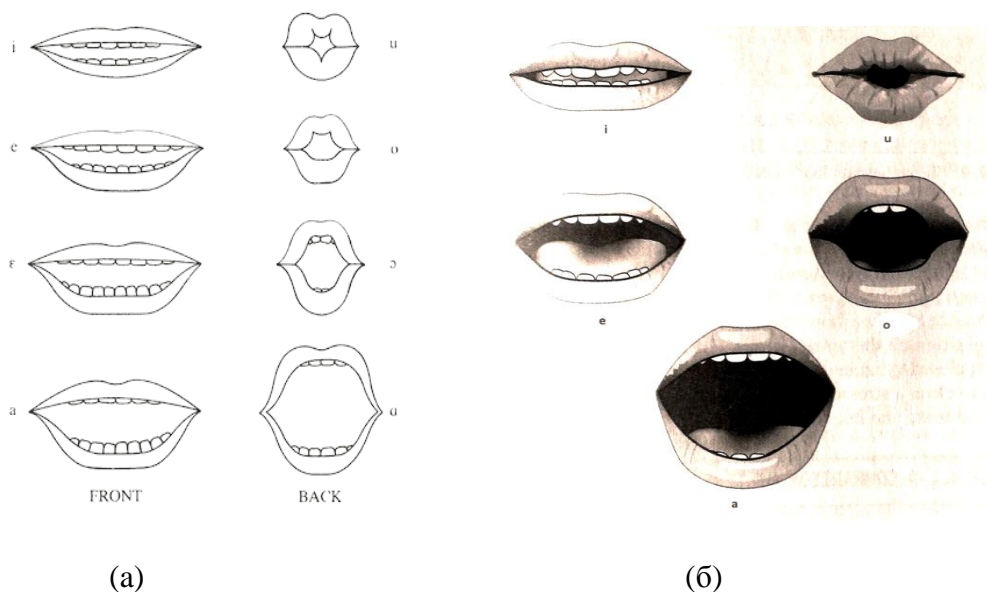 i u
e o
ɛ ɔ
a ɑ
FRONT BACK
i
u
e
o
a
(а) (б)